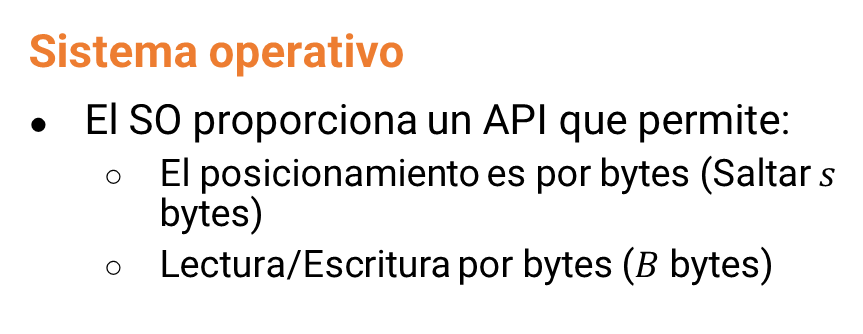 Sistema operativo
● El SO proporciona un API que permite:
○ El posicionamiento es por bytes (Saltar s
bytes)
○ Lectura/Escritura por bytes (B bytes)